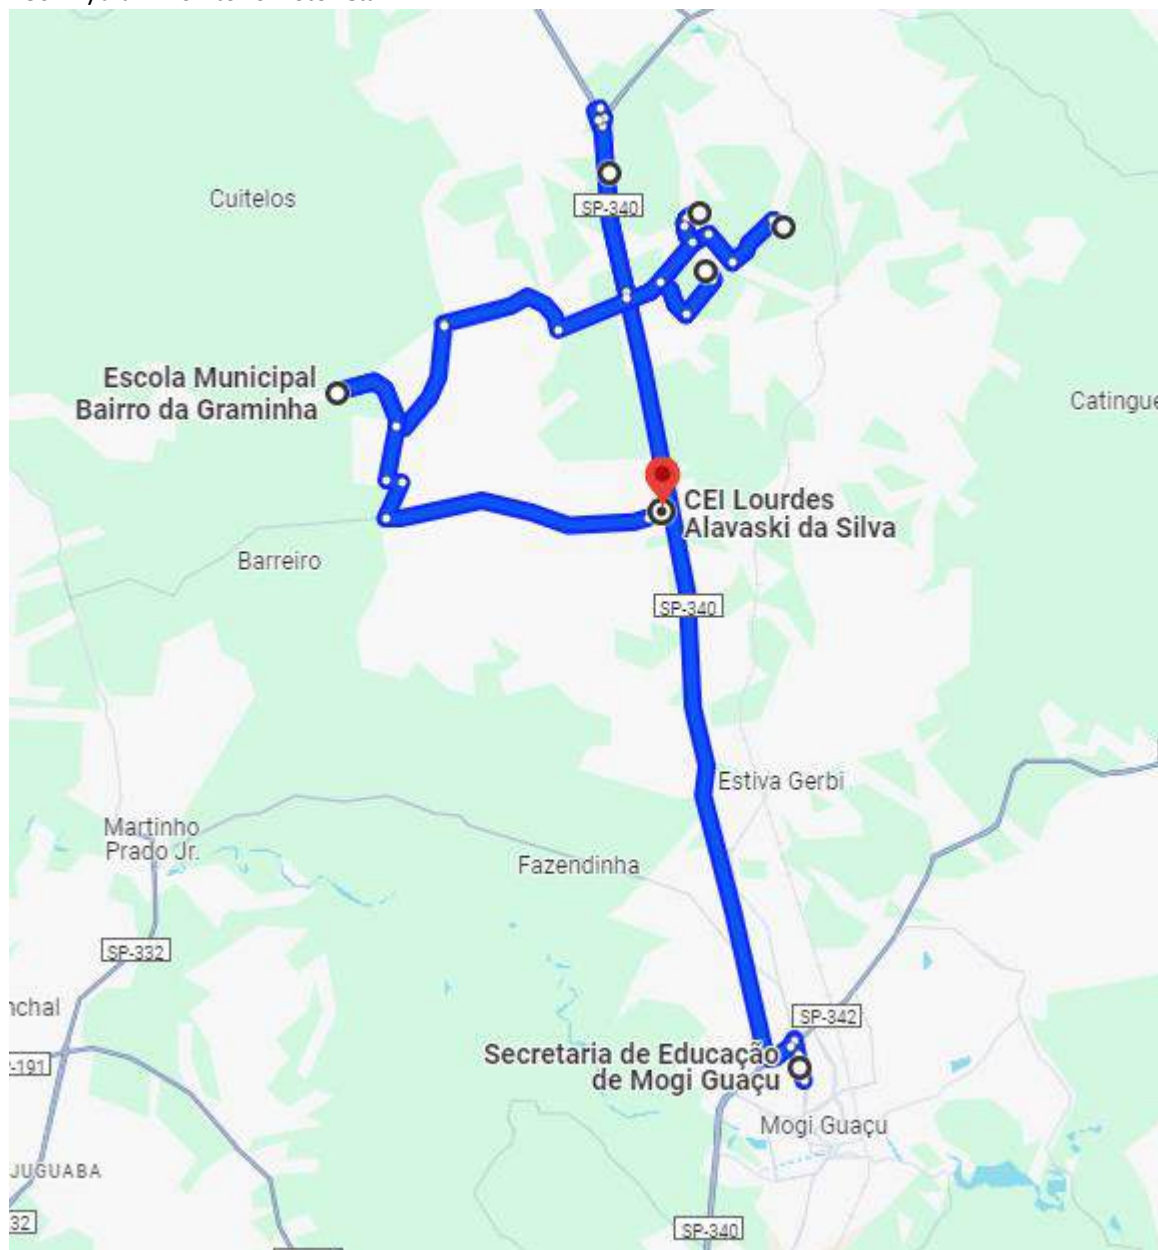 Cuitelos
SP-340
Escola Municipal
Bairro da Graminha
Catingue
CEI Lourdes
Alavaski da Silva
Barreiro
SP-340
Estiva Gerbi
Martinho
Prado Jr.
Fazendinha
SP-332
nchal
SP-342
-191
Secretaria de Educação
de Mogi Guaçu
Mogi Guaçu
JUGUABA
32
SP-340